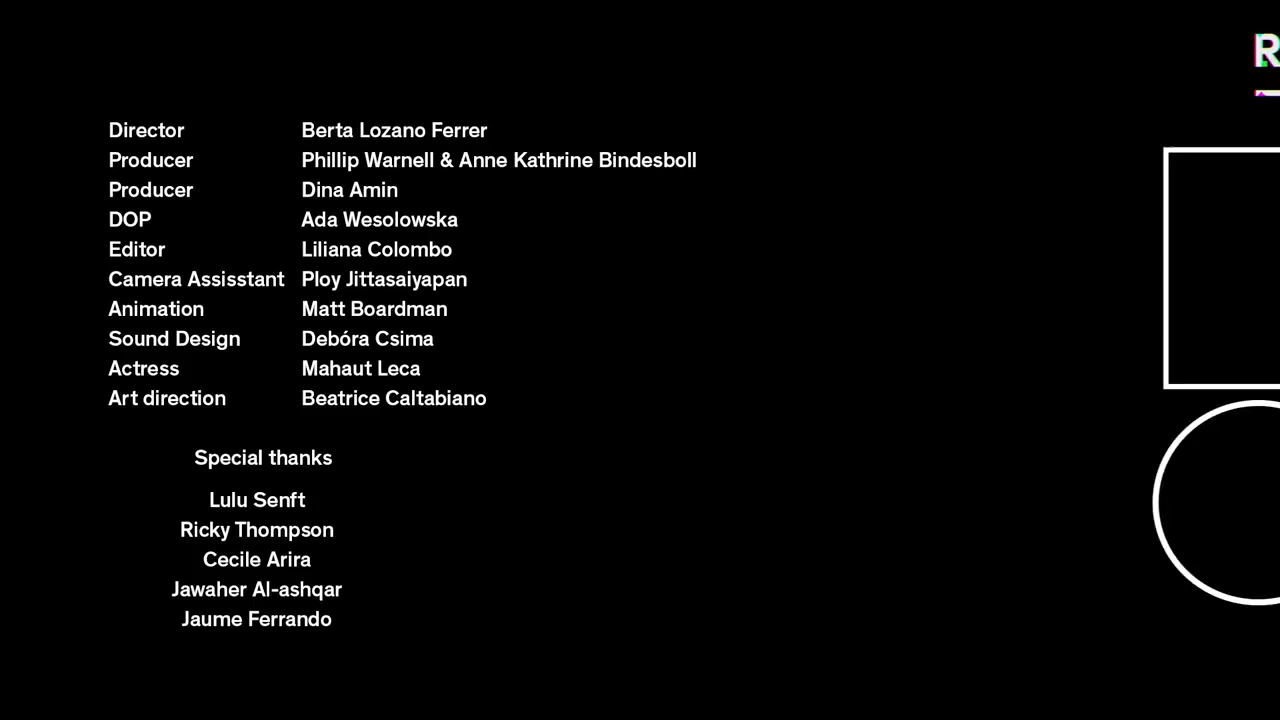 R
Director Berta Lozano Ferrer
Producer Phillip Warnell & Anne Kathrine Bindesboll
Producer Dina Amin
DOP Ada Wesolowska
Editor Liliana Colombo
Camera Assisstant Ploy Jittasaiyapan
Animation Matt Boardman
Sound Design Debóra Csima
Actress Mahaut Leca
Art direction Beatrice Caltabiano
Special thanks
Lulu Senft
Ricky Thompson
Cecile Arira
Jawaher Al-ashqar
Jaume Ferrando